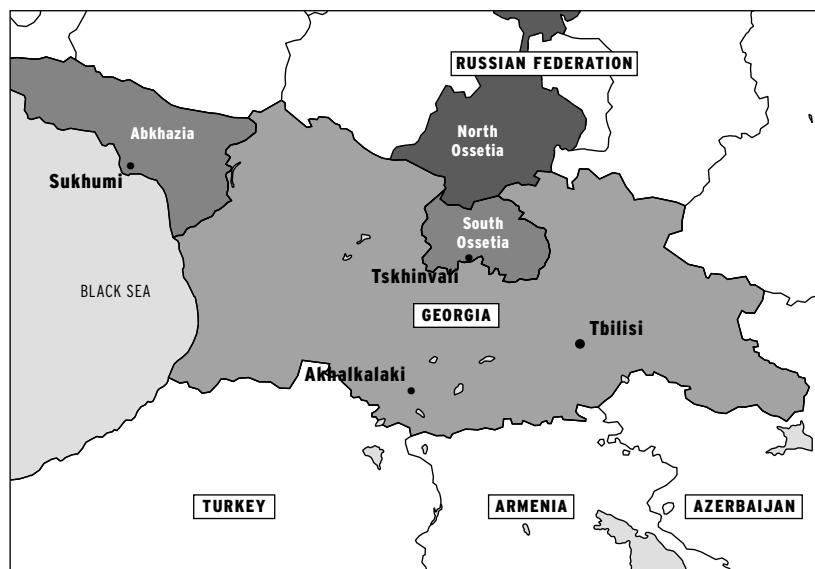 RUSSIAN FEDERATION
Abkhazia
North
Ossetia
Sukhumi
South
Ossetia
Tskhinvali
BLACK SEA
GEORGIA
Tbilisi
Akhalkalaki
TURKEY
ARMENIA
AZERBAIJAN